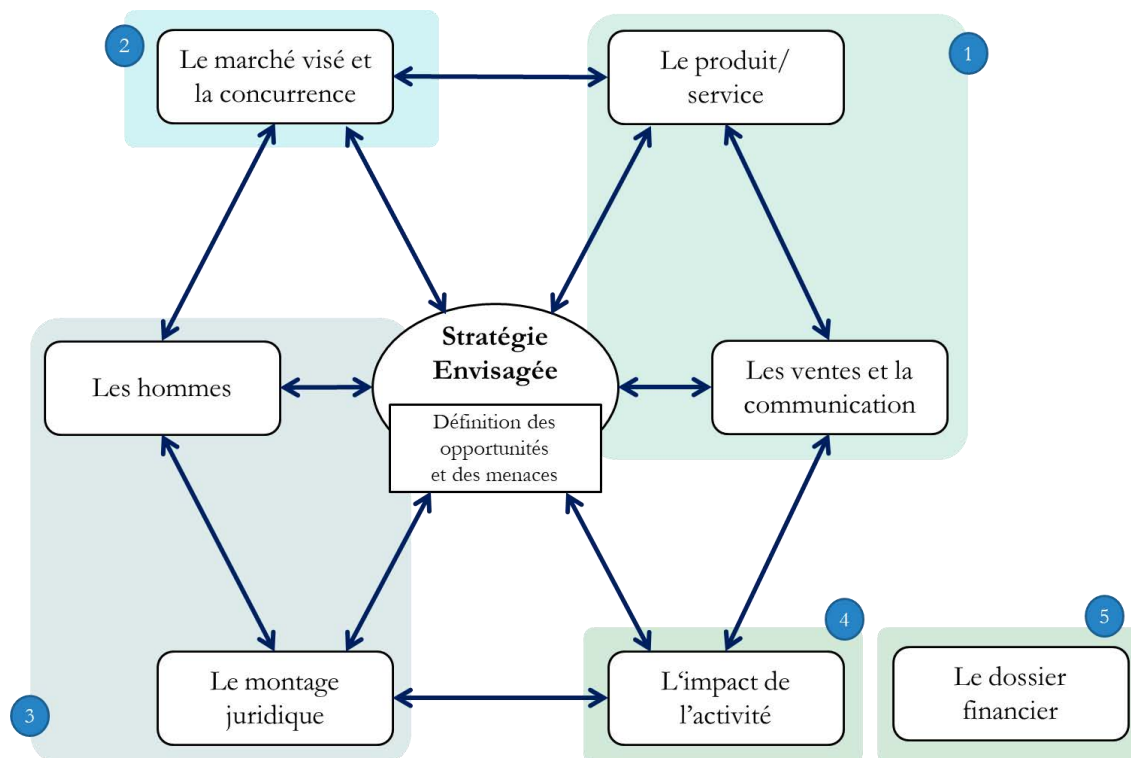 2
Le marché visé et
la concurrence
Le produit/
service
1
Les hommes
Stratégie
Envisagée
Définition des
opportunités
et des menaces
Les ventes et la
communication
3
Le montage
juridique
4
L‘impact de
l’activité
5
Le dossier
financier